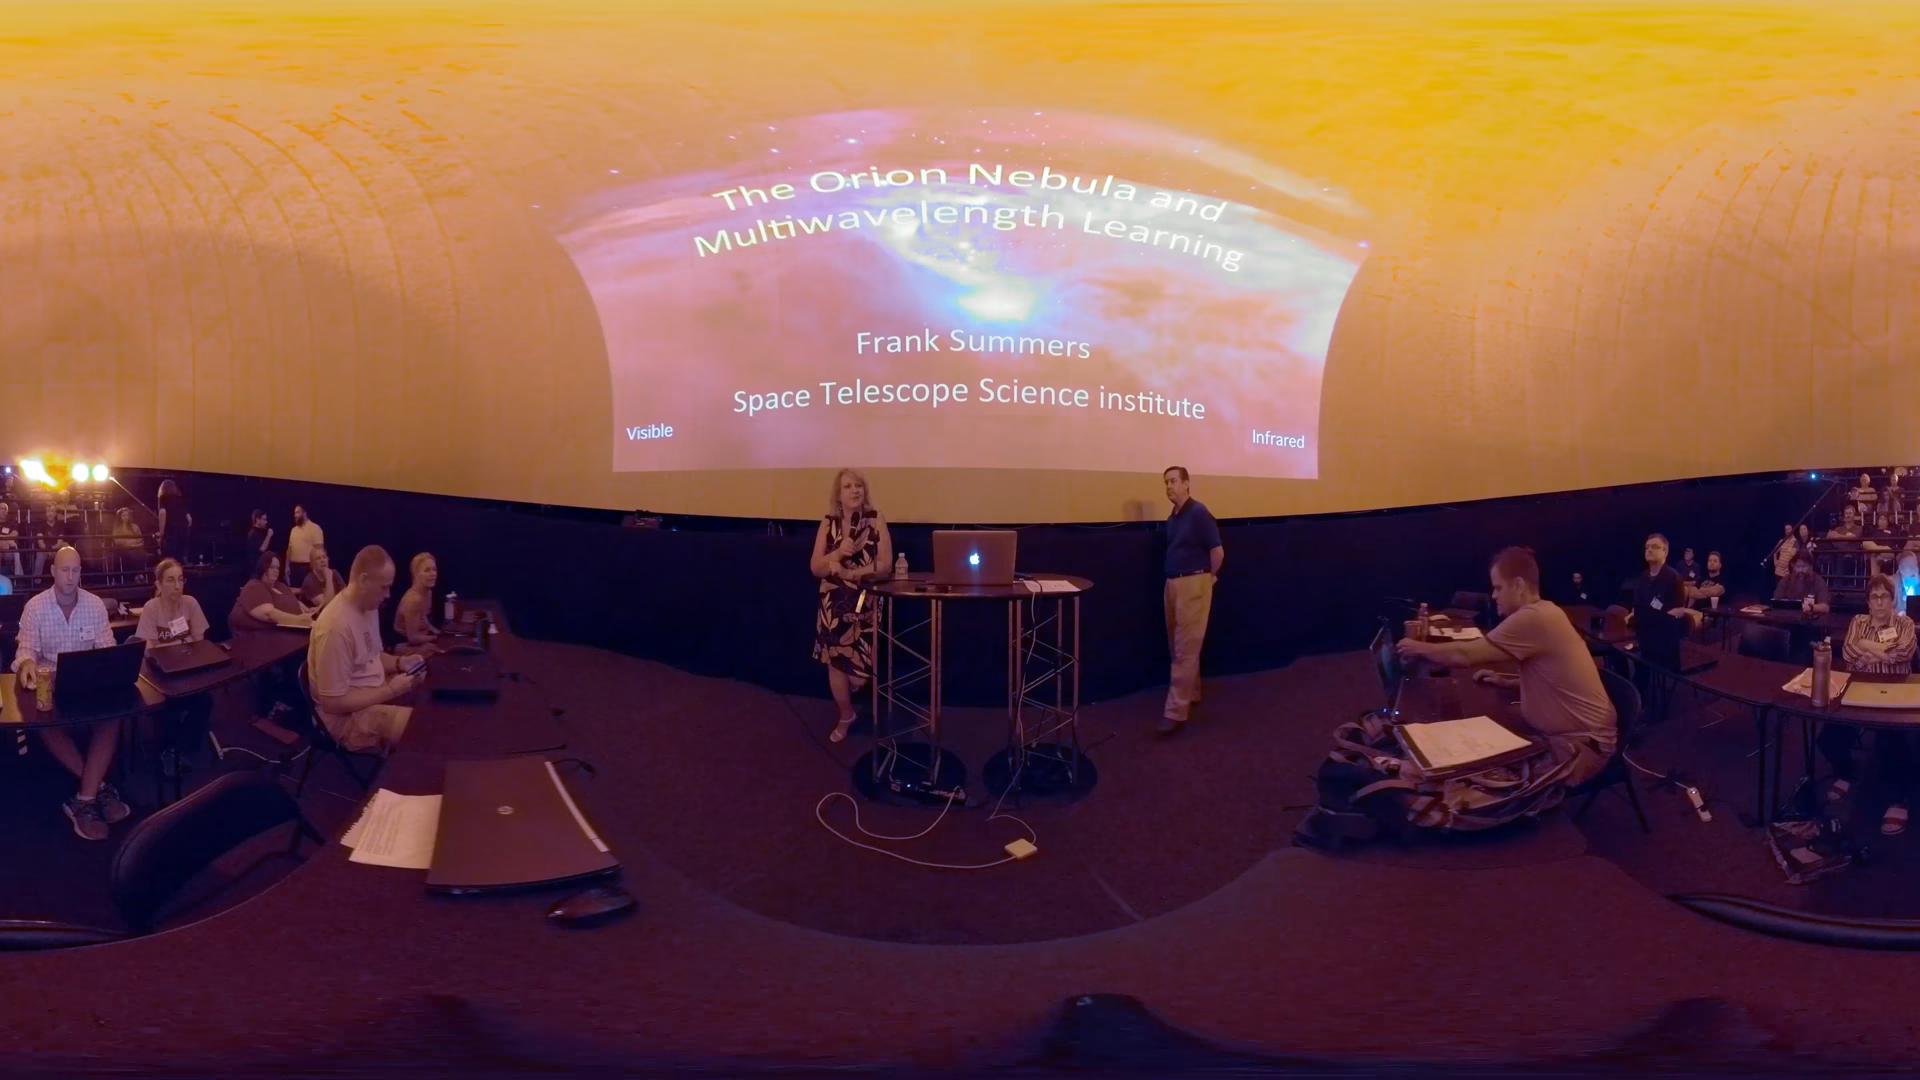 The Orion Nebula and
Multiwavelength Learning
Frank Summers
Space Telescope Science institute
Visible
Infrared